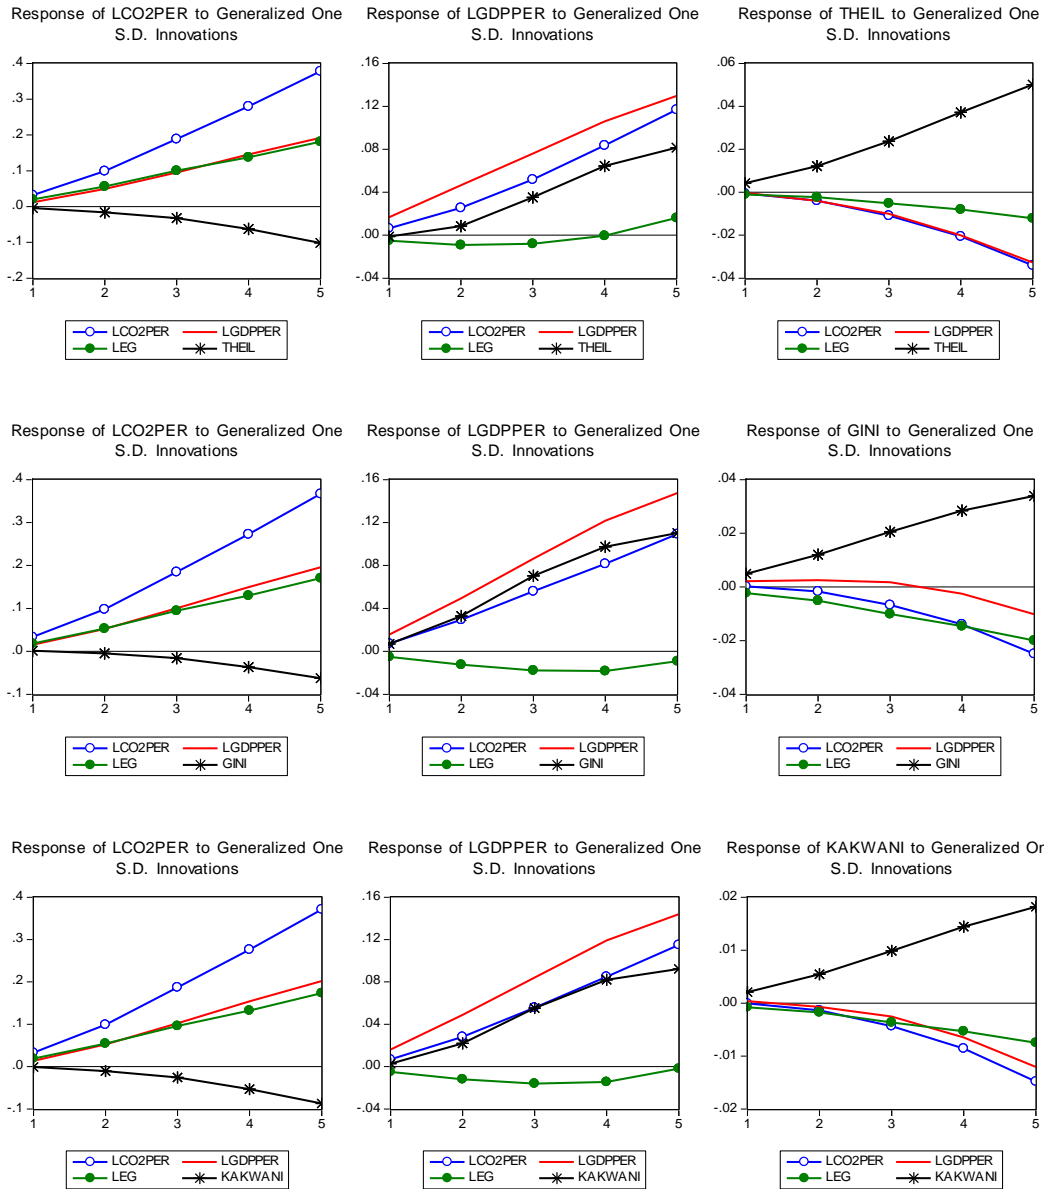 Response of LCO2PER to Generalized One
S.D. Innovations
.4
.3
.2
.1
.0
-.1
-.2
1 2 3 4 5
LCO2PER LGDPPER
LEG THEIL
Response of LGDPPER to Generalized One
S.D. Innovations
.16
.12
.08
.04
.00
-.04
1 2 3 4 5
LCO2PER LGDPPER
LEG THEIL
Response of THEIL to Generalized One
S.D. Innovations
.06
.04
.02
.00
-.02
-.04
1 2 3 4 5
LCO2PER LGDPPER
LEG THEIL
Response of LCO2PER to Generalized One
S.D. Innovations
.4
.3
.2
.1
.0
-.1
1 2 3 4 5
LCO2PER LGDPPER
LEG GINI
Response of LGDPPER to Generalized One
S.D. Innovations
.16
.12
.08
.04
.00
-.04
1 2 3 4 5
LCO2PER LGDPPER
LEG GINI
Response of GINI to Generalized One
S.D. Innovations
.04
.02
.00
-.02
-.04
1 2 3 4 5
LCO2PER LGDPPER
LEG GINI
Response of LCO2PER to Generalized One
S.D. Innovations
.4
.3
.2
.1
.0
-.1
1 2 3 4 5
LCO2PER LGDPPER
LEG KAKWANI
Response of LGDPPER to Generalized One
S.D. Innovations
.16
.12
.08
.04
.00
-.04
1 2 3 4 5
LCO2PER LGDPPER
LEG KAKWANI
Response of KAKWANI to Generalized Or
S.D. Innovations
.02
.01
.00
-.01
-.02
1 2 3 4 5
LCO2PER LGDPPER
LEG KAKWANI